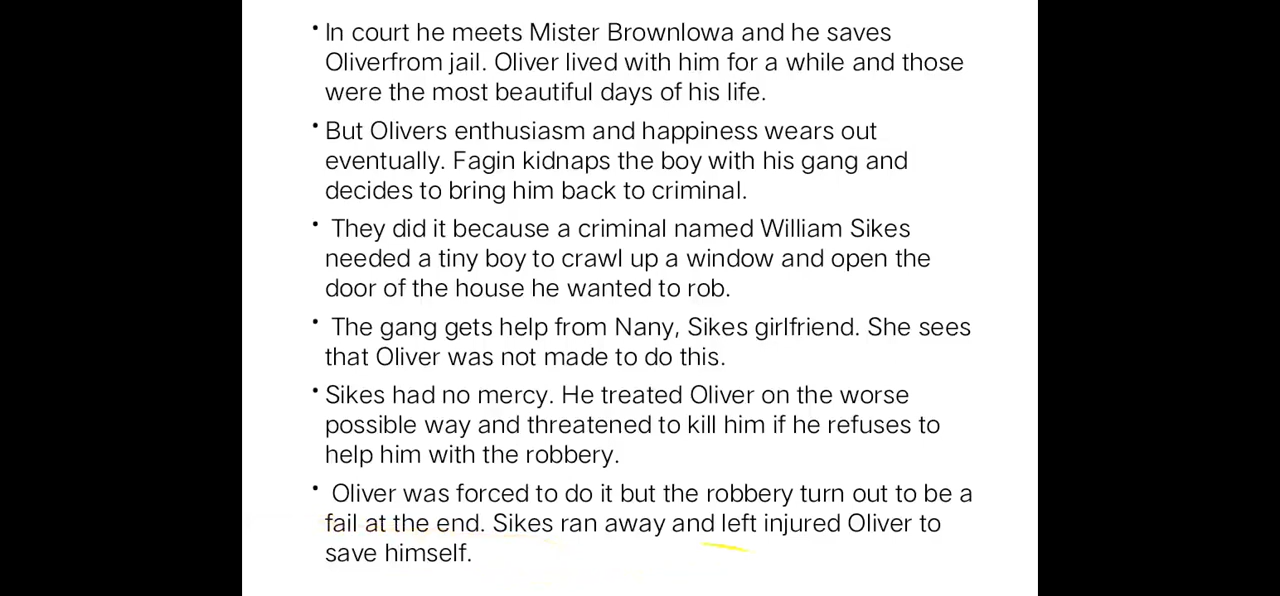 • In court he meets Mister Brownlowa and he saves
Oliverfrom jail. Oliver lived with him for a while and those
were the most beautiful days of his life.
• But Olivers enthusiasm and happiness wears out
eventually. Fagin kidnaps the boy with his gang and
decides to bring him back to criminal.
• They did it because a criminal named William Sikes
needed a tiny boy to crawl up a window and open the
door of the house he wanted to rob.
• The gang gets help from Nany, Sikes girlfriend. She sees
that Oliver was not made to do this.
• Sikes had no mercy. He treated Oliver on the worse
possible way and threatened to kill him if he refuses to
help him with the robbery.
• Oliver was forced to do it but the robbery turn out to be a
fail at the end. Sikes ran away and left injured Oliver to
save himself.